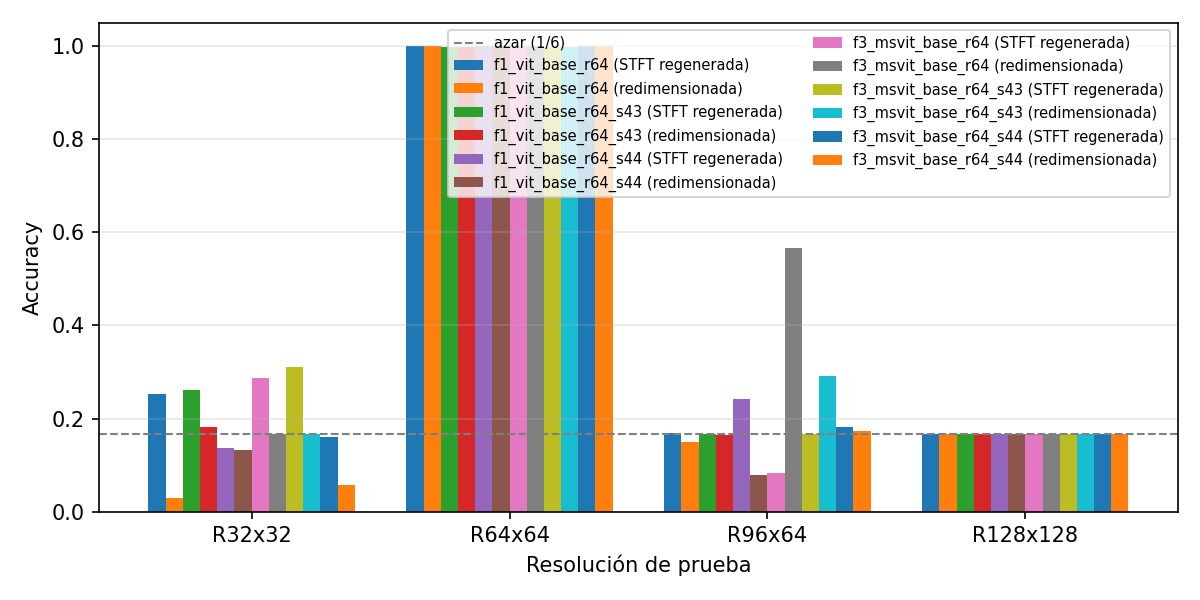 1.0
0.8
0.6
0.4
0.2
0.0
Accuracy
azar (1/6)
f1_vit_base_r64 (STFT regenerada)
f1_vit_base_r64 (redimensionada)
f1_vit_base_r64_s43 (STFT regenerada)
f1_vit_base_r64_s43 (redimensionada)
f1_vit_base_r64_s44 (STFT regenerada)
f1_vit_base_r64_s44 (redimensionada)
f3_msvit_base_r64 (STFT regenerada)
f3_msvit_base_r64 (redimensionada)
f3_msvit_base_r64_s43 (STFT regenerada)
f3_msvit_base_r64_s43 (redimensionada)
f3_msvit_base_r64_s44 (STFT regenerada)
f3_msvit_base_r64_s44 (redimensionada)
R32x32
R64x64
R96x64
R128x128
Resolución de prueba